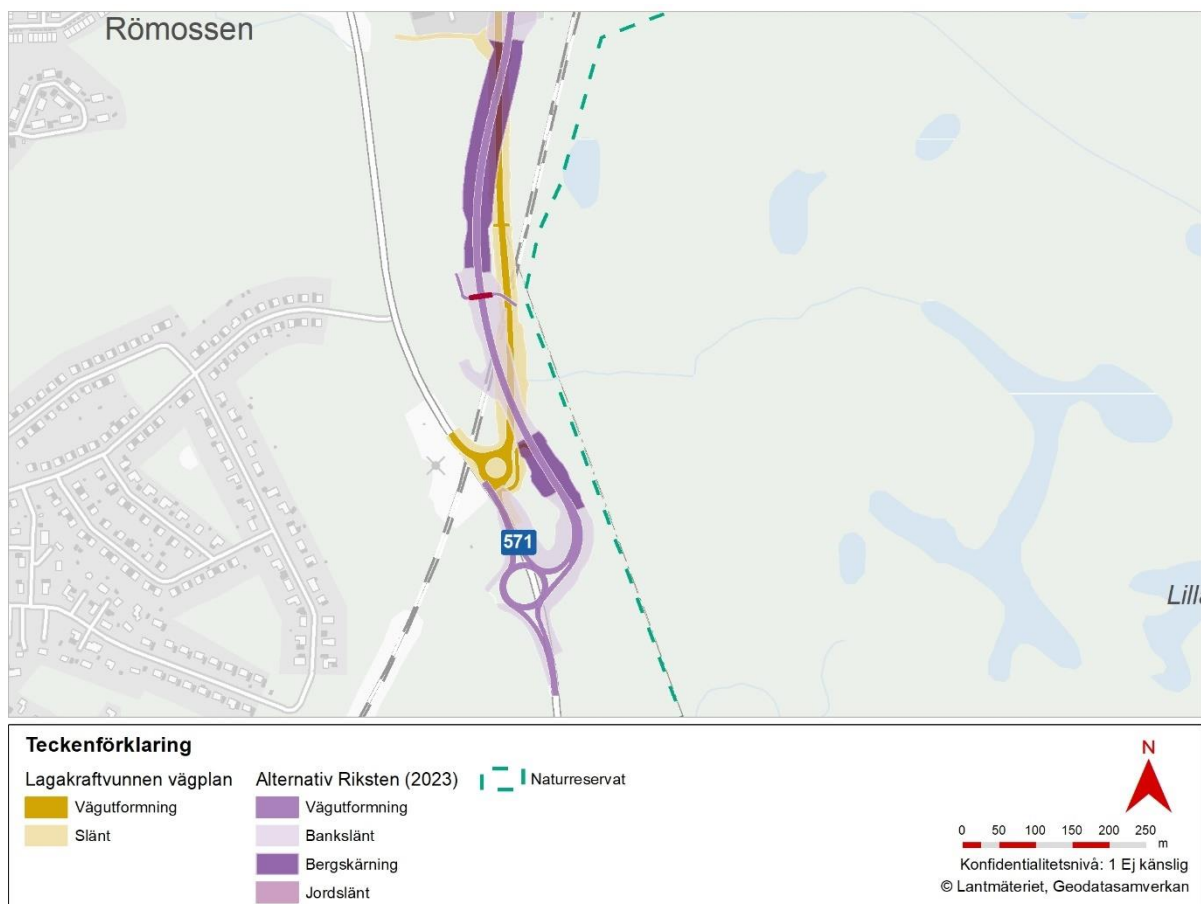 Römossen
571
Teckenförklaring
Lagakraftvunnen vägplan
Vägutformning
Slänt
Alternativ Riksten (2023)
Vägutformning
Bankslänt
Bergskärning
Jordslänt
Naturreservat
N
0 50 100 150 200 250
m
Konfidentialitetsnivå: 1 Ej känslig
© Lantmäteriet, Geodatasamverkan